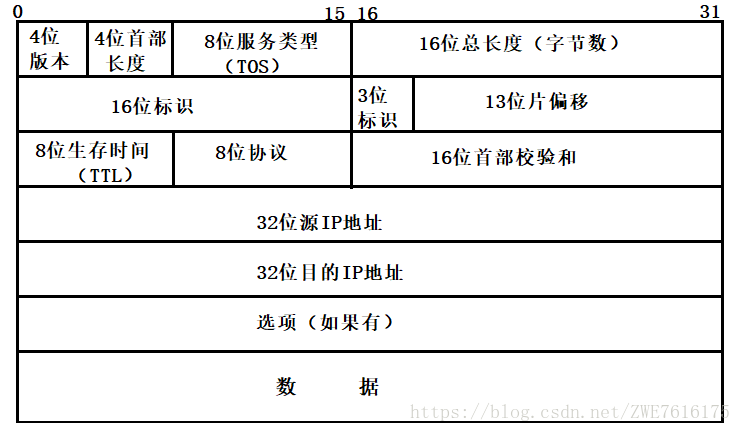 0 15 16 31
4位 4位首部 8位服务类型 16位总长度（字节数）
版本 长度 （TOS）
16位标识 3位 13位片偏移
标识
8位生存时间 8位协议 16位首部校验和
（TTL）
32位源IP地址
32位目的IP地址
选项（如果有）
数 据
https://blog.csdn.net/ZWE7616175